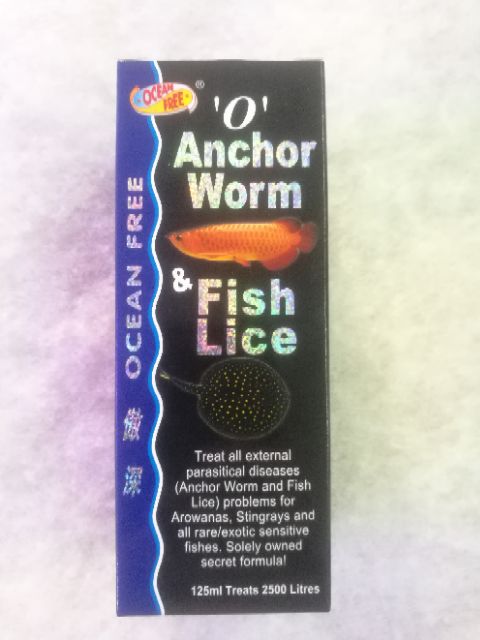 OCEAN
FREE
®
'O'
Anchor
Worm
&
Fish
Lice
Treat all external
parasitical diseases
(Anchor Worm and Fish
Lice) problems for
Arowanas, Stingrays and
all rare/exotic sensitive
fishes. Solely owned
secret formula!
125ml Treats 2500 Litres
OCEAN FREE